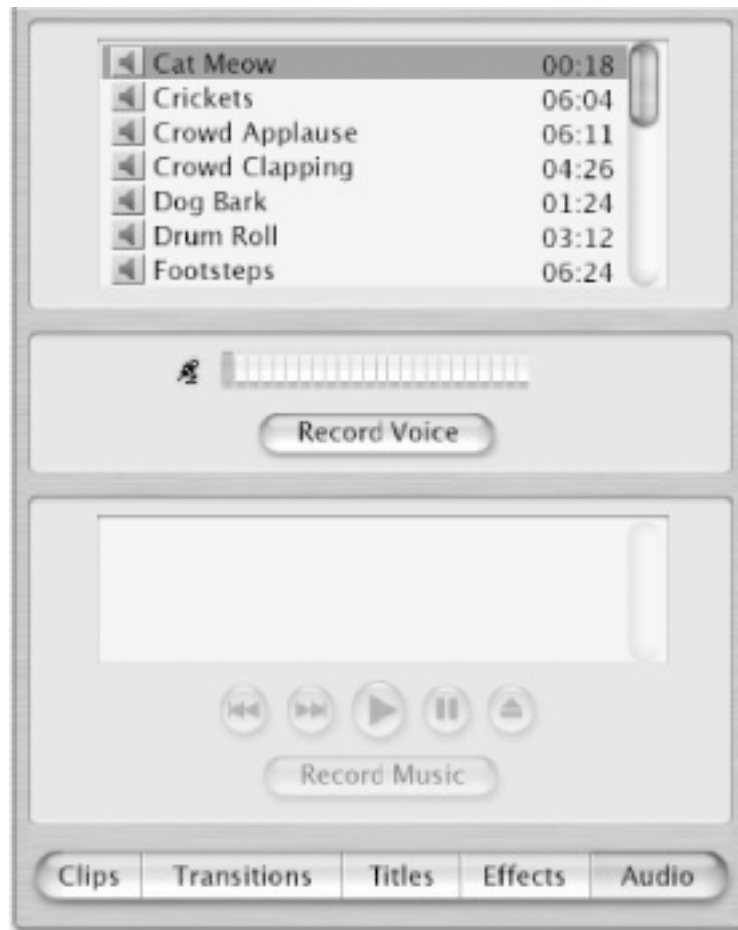 Cat Meow 00:18
Crickets 06:04
Crowd Applause 06:11
Crowd Clapping 04:26
Dog Bark 01:24
Drum Roll 03:12
Footsteps 06:24
Record Voice
Record Music
Clips Transitions Titles Effects Audio